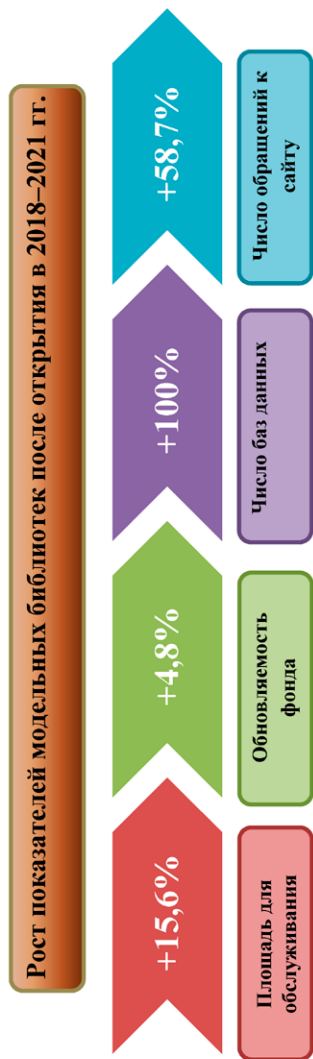 Рост показателей модельных библиотек после открытия в 2018–2021 гг.
+15,6%
+4,8%
+100%
+58,7%
Площадь для
обслуживания
Обновляемость
фонда
Число баз данных
Число обращений к
сайту